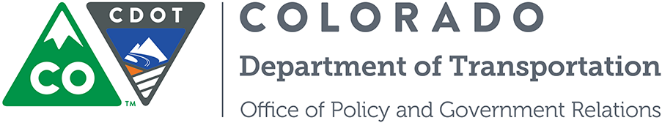 CO
TM
CDOT
COLORADO
Department of Transportation
Office of Policy and Government Relations